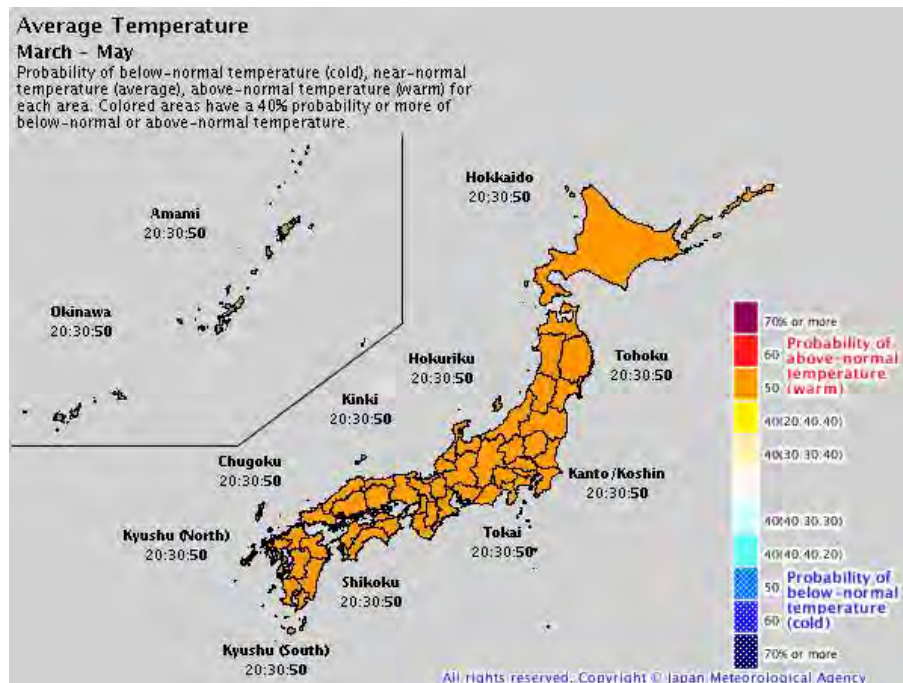 Average Temperature
March - May
Probability of below-normal temperature (cold), near-normal
temperature (average), above-normal temperature (warm) for
each area. Colored areas have a 40% probability or more of
below-normal or above-normal temperature.
Hokkaido
20:30:50
Amami
20:30:50
Okinawa
20:30:50
Hokuriku
20:30:50
Tohoku
20:30:50
Kinki
20:30:50
Chugoku
20:30:50
Kanto/Koshin
20:30:50
Kyushu (North)
20:30:50
Tokai
20:30:50
Shikoku
20:30:50
Kyushu (South)
20:30:50
70% or more
60
50
Probability of
above-normal
temperature
(warm)
40(20:40:40)
40(30:30:40)
40(40:30:30)
40(40:40:20)
50
60
Probability of
below-normal
temperature
(cold)
70% or more
All rights reserved. Copyright © Japan Meteorological Agency